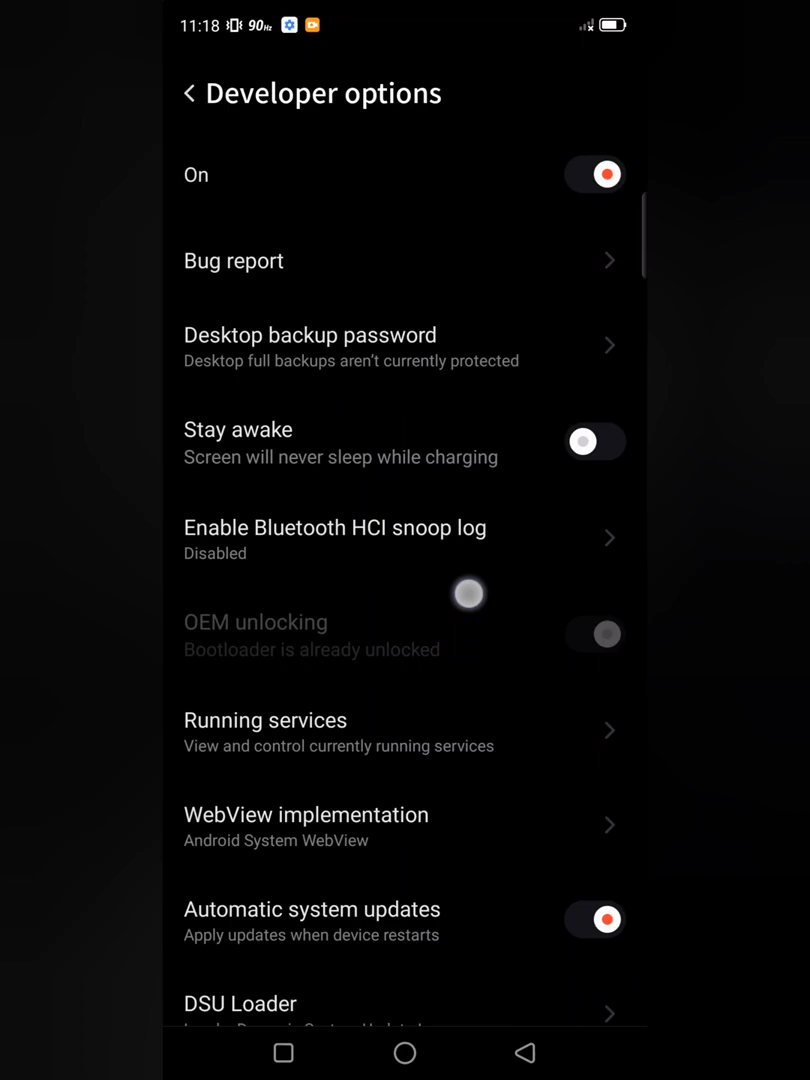 11:18 90Hz
Developer options
On
Bug report
Desktop backup password
Desktop full backups aren't currently protected
Stay awake
Screen will never sleep while charging
Enable Bluetooth HCI snoop log
Disabled
OEM unlocking
Bootloader is already unlocked
Running services
View and control currently running services
WebView implementation
Android System WebView
Automatic system updates
Apply updates when device restarts
DSU Loader